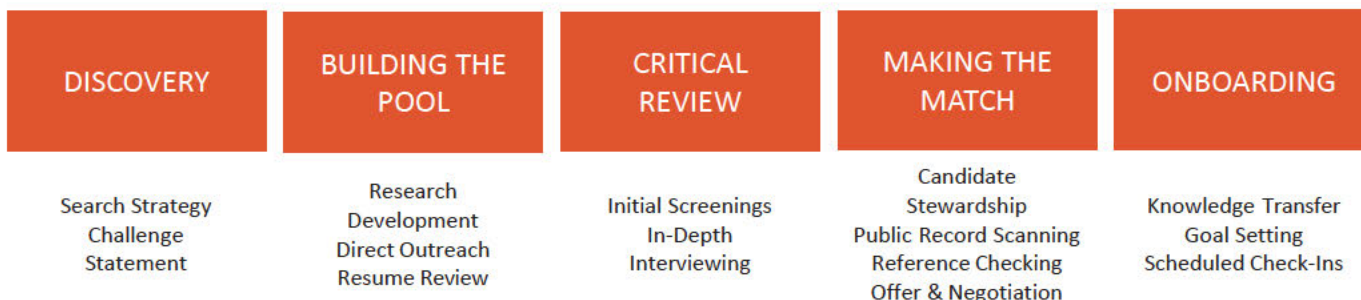 DISCOVERY
Search Strategy
Challenge
Statement
BUILDING THE
POOL
Research
Development
Direct Outreach
Resume Review
CRITICAL
REVIEW
Initial Screenings
In-Depth
Interviewing
MAKING THE
MATCH
Candidate
Stewardship
Public Record Scanning
Reference Checking
Offer & Negotiation
ONBOARDING
Knowledge Transfer
Goal Setting
Scheduled Check-Ins